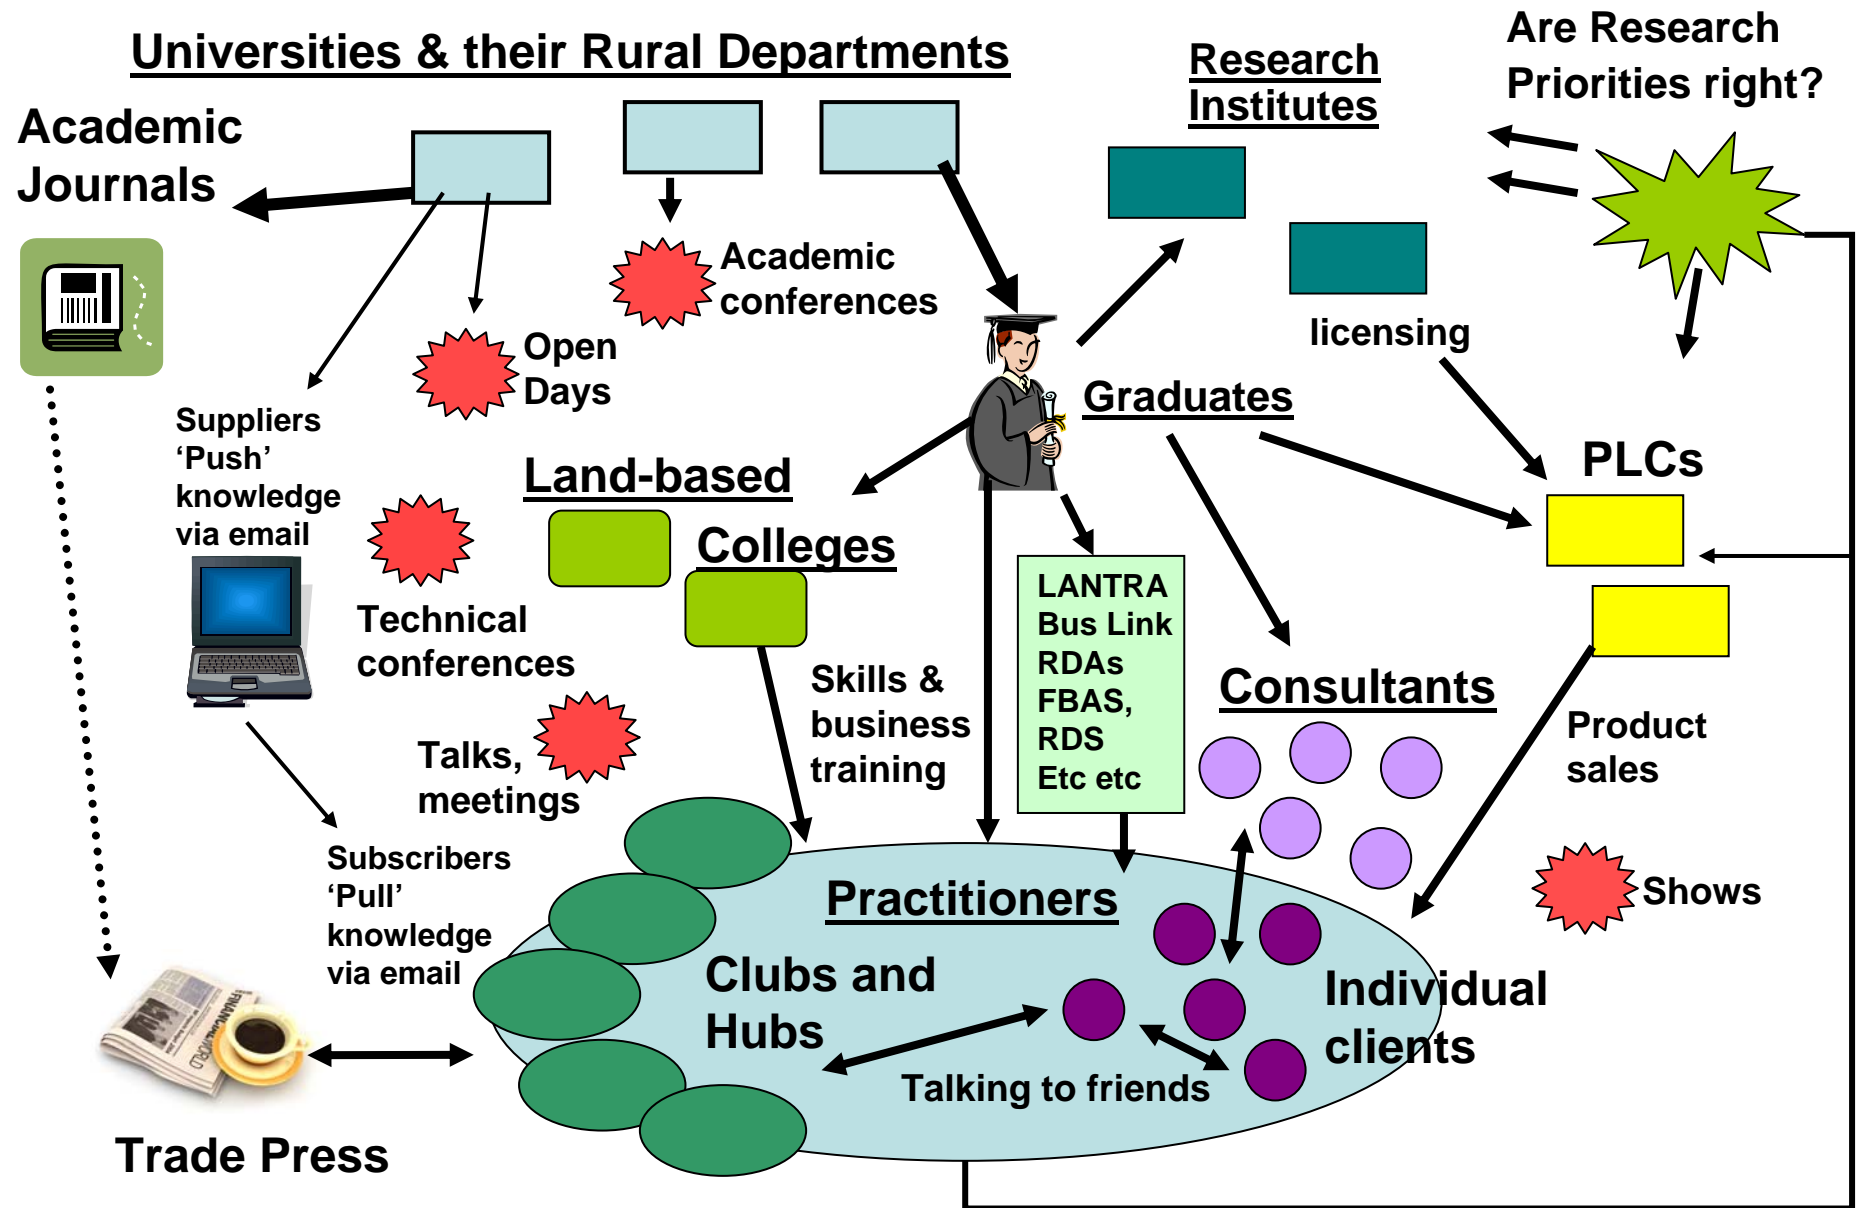 Universities & their Rural Departments
Research
Institutes
Are Research
Priorities right?
Academic
Journals
Academic
conferences
Open
Days
licensing
Graduates
Suppliers
‘Push’
knowledge
via email
Land-based
Colleges
PLCs
Technical
conferences
LANTRA
Bus Link
RDAs
FBAS,
RDS
Etc etc
Skills &
business
training
Consultants
Product
sales
Talks,
meetings
Subscribers
‘Pull’
knowledge
via email
Practitioners
Shows
Clubs and
Hubs
Individual
clients
Talking to friends
Trade Press